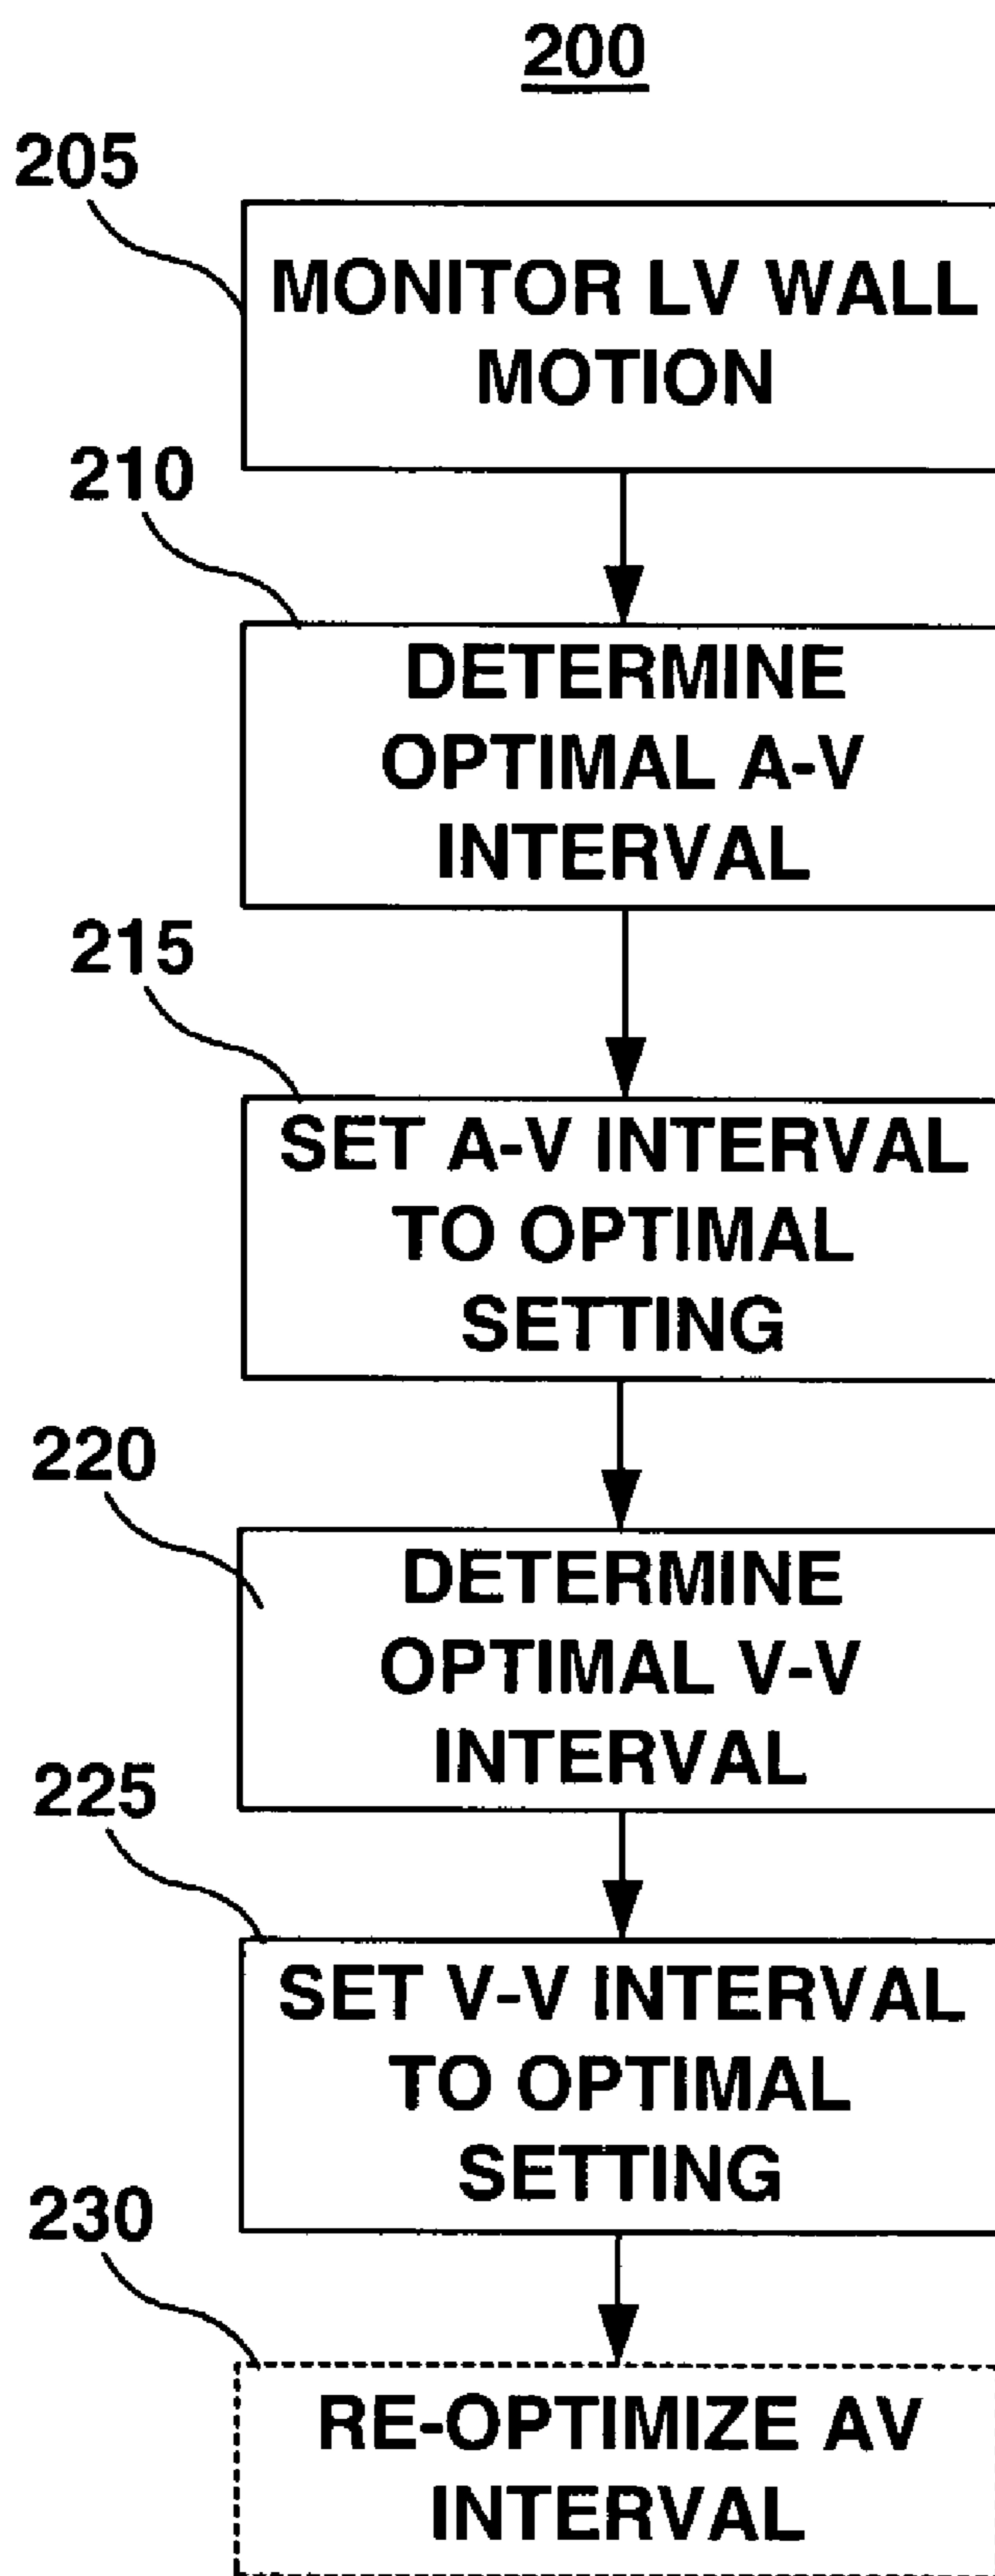 200
205
MONITOR LV WALL
MOTION
210
DETERMINE
OPTIMAL A-V
INTERVAL
215
SET A-V INTERVAL
TO OPTIMAL
SETTING
220
DETERMINE
OPTIMAL V-V
INTERVAL
225
SET V-V INTERVAL
TO OPTIMAL
SETTING
230
RE-OPTIMIZE AV
INTERVAL